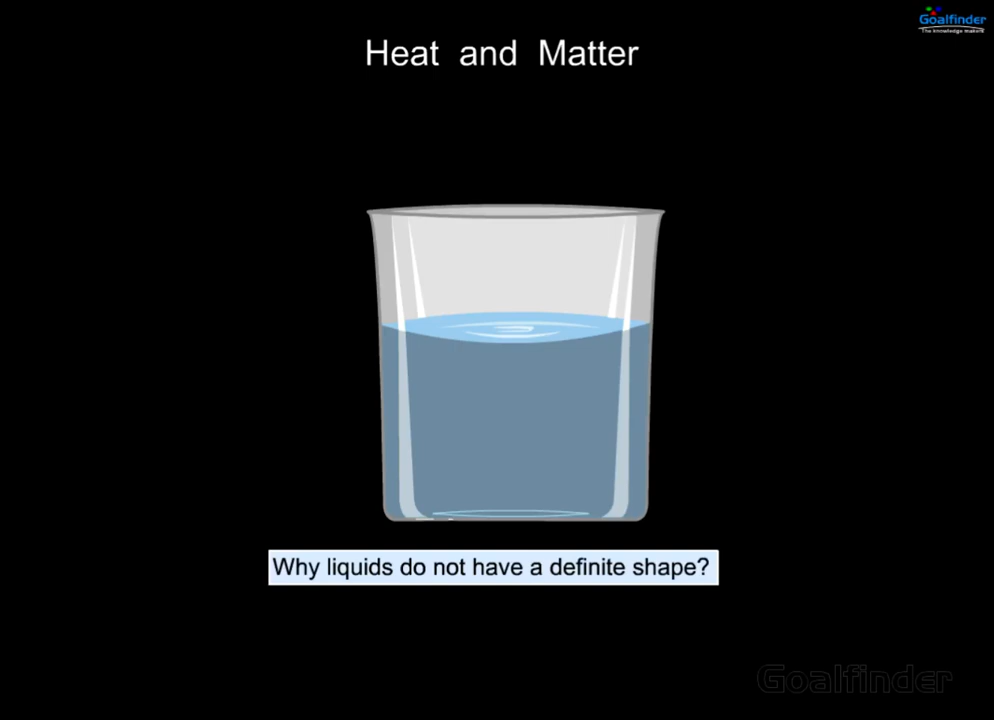 Goalfinder
The knowledge makers
Heat and Matter
Why liquids do not have a definite shape?
Goalfinder